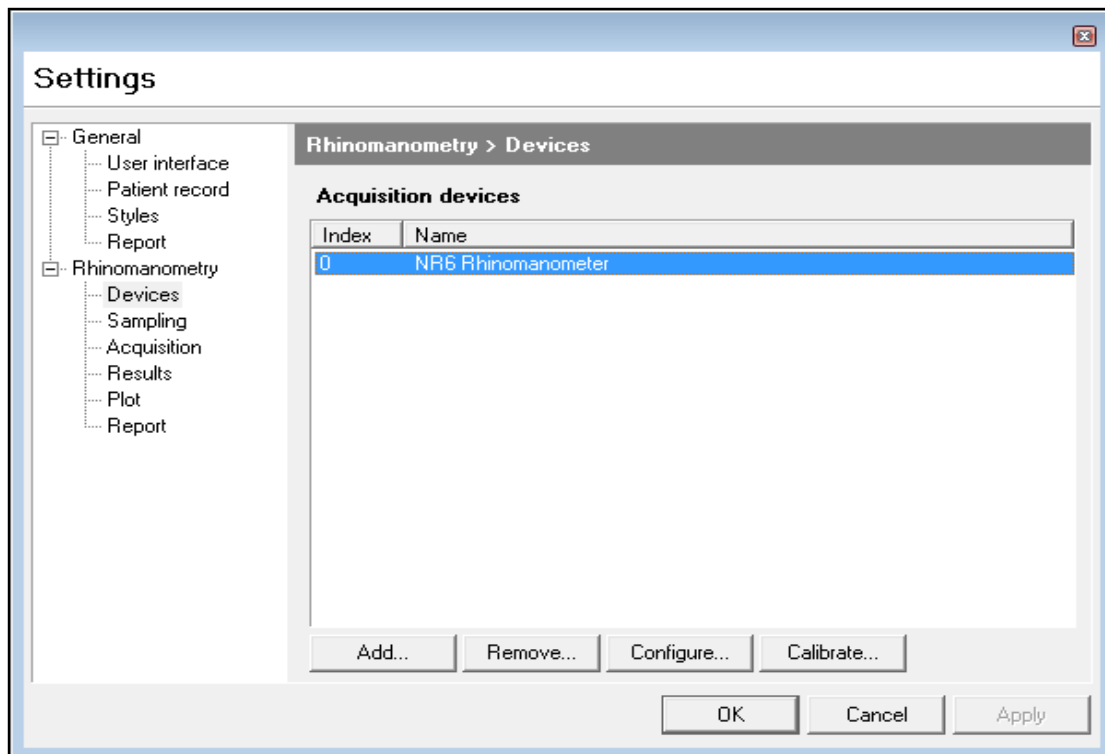 Settings
General
User interface
Patient record
Styles
Report
Rhinomanometry
Devices
Sampling
Acquisition
Results
Plot
Report
Rhinomanometry > Devices
Acquisition devices
Index Name
0 NR6 Rhinomanometer
Add... Remove... Configure... Calibrate...
OK Cancel Apply